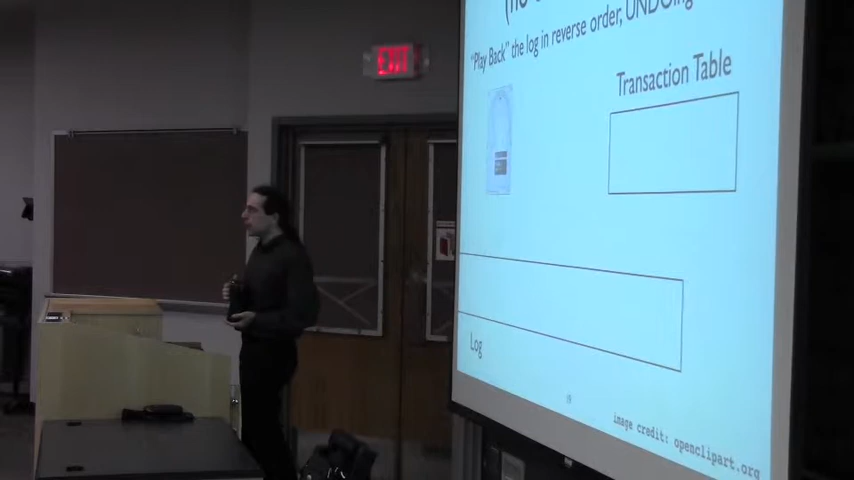 EXIT
"Play Back" the log in reverse order, UNDOing
Transaction Table
Log
image credit: openclipart.org